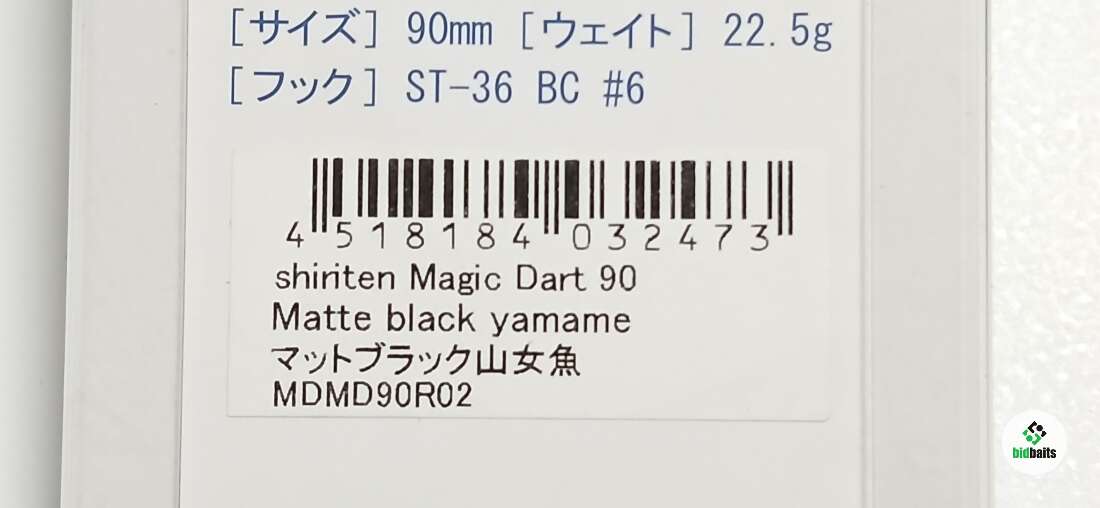 [サイズ] 90mm [ウェイト] 22.5g
[フック] ST-36 BC #6
4 518184 032473
shiriten Magic Dart 90
Matte black yamame
マットブラック山女魚
MDMD90R02
bidbaits